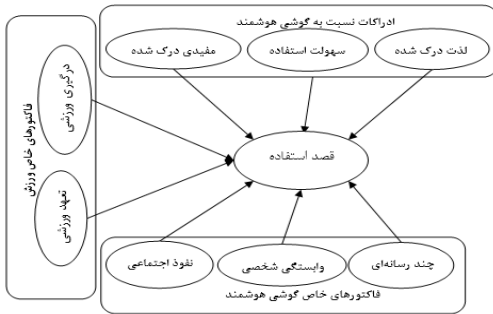 ادراکات نسبت به گوشی هوشمند
لذت درک شده
سهولت استفاده
مفیدی درک شده
فاکتورهای خاص ورزش
درگیری ورزشی
تعهد ورزشی
قصد استفاده
چند رسانه‌ای
وابستگی شخصی
نفوذ اجتماعی
فاکتورهای خاص گوشی هوشمند